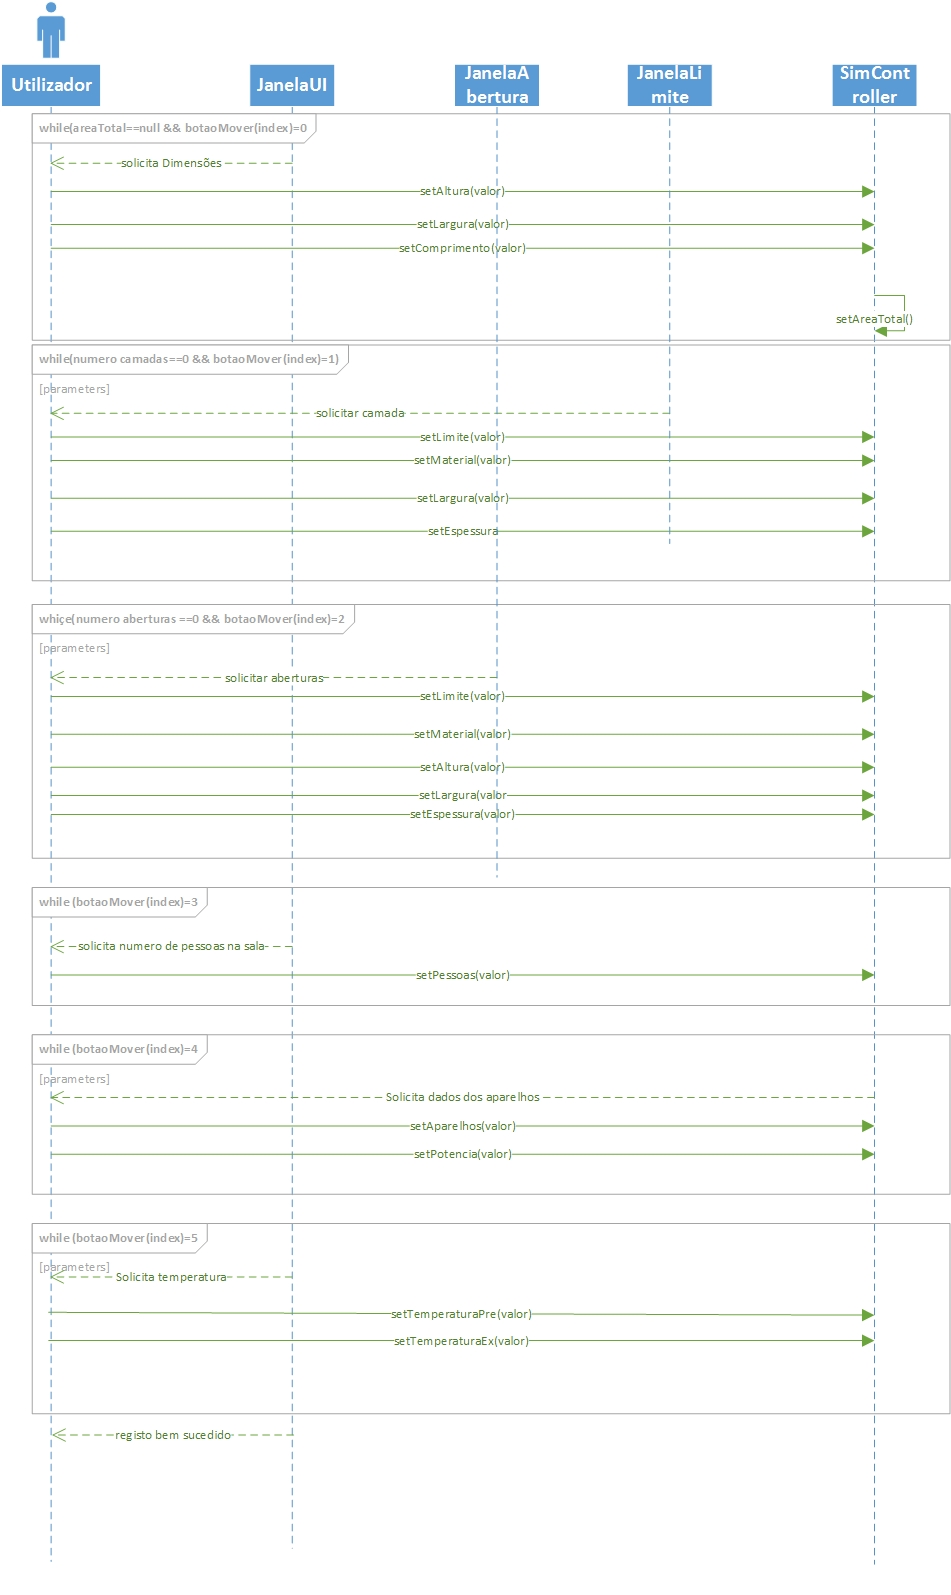 Utilizador
JanelaUI
JanelaA
bertura
JanelaLi
mite
SimCont
roller
while(areaTotal==null && botaoMover(index)=0
solicita Dimensões
setAltura(valor)
setLargura(valor)
setComprimento(valor)
setAreaTotal()
while(numero camadas==0 && botaoMover(index)=1)
[parameters]
solicitar camada
setLimite(valor)
setMaterial(valor)
setLargura(valor)
setEspessura
whiçe(numero aberturas ==0 && botaoMover(index)=2
[parameters]
solicitar aberturas
setLimite(valor)
setMaterial(valor)
setAltura(valor)
setLargura(valor
setEspessura(valor)
while (botaoMover(index)=3
solicita numero de pessoas na sala
setPessoas(valor)
while (botaoMover(index)=4
[parameters]
Solicita dados dos aparelhos
setAparelhos(valor)
setPotencia(valor)
while (botaoMover(index)=5
[parameters]
Solicita temperatura
setTemperaturaPre(valor)
setTemperaturaEx(valor)
registo bem sucedido